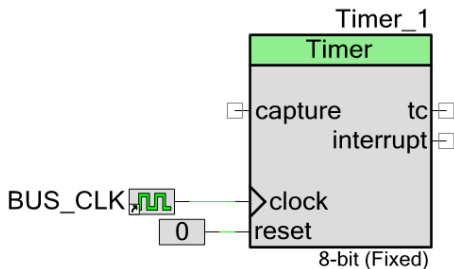 Timer_1
Timer
capture
tc
interrupt
BUS_CLK
clock
0
reset
8-bit (Fixed)